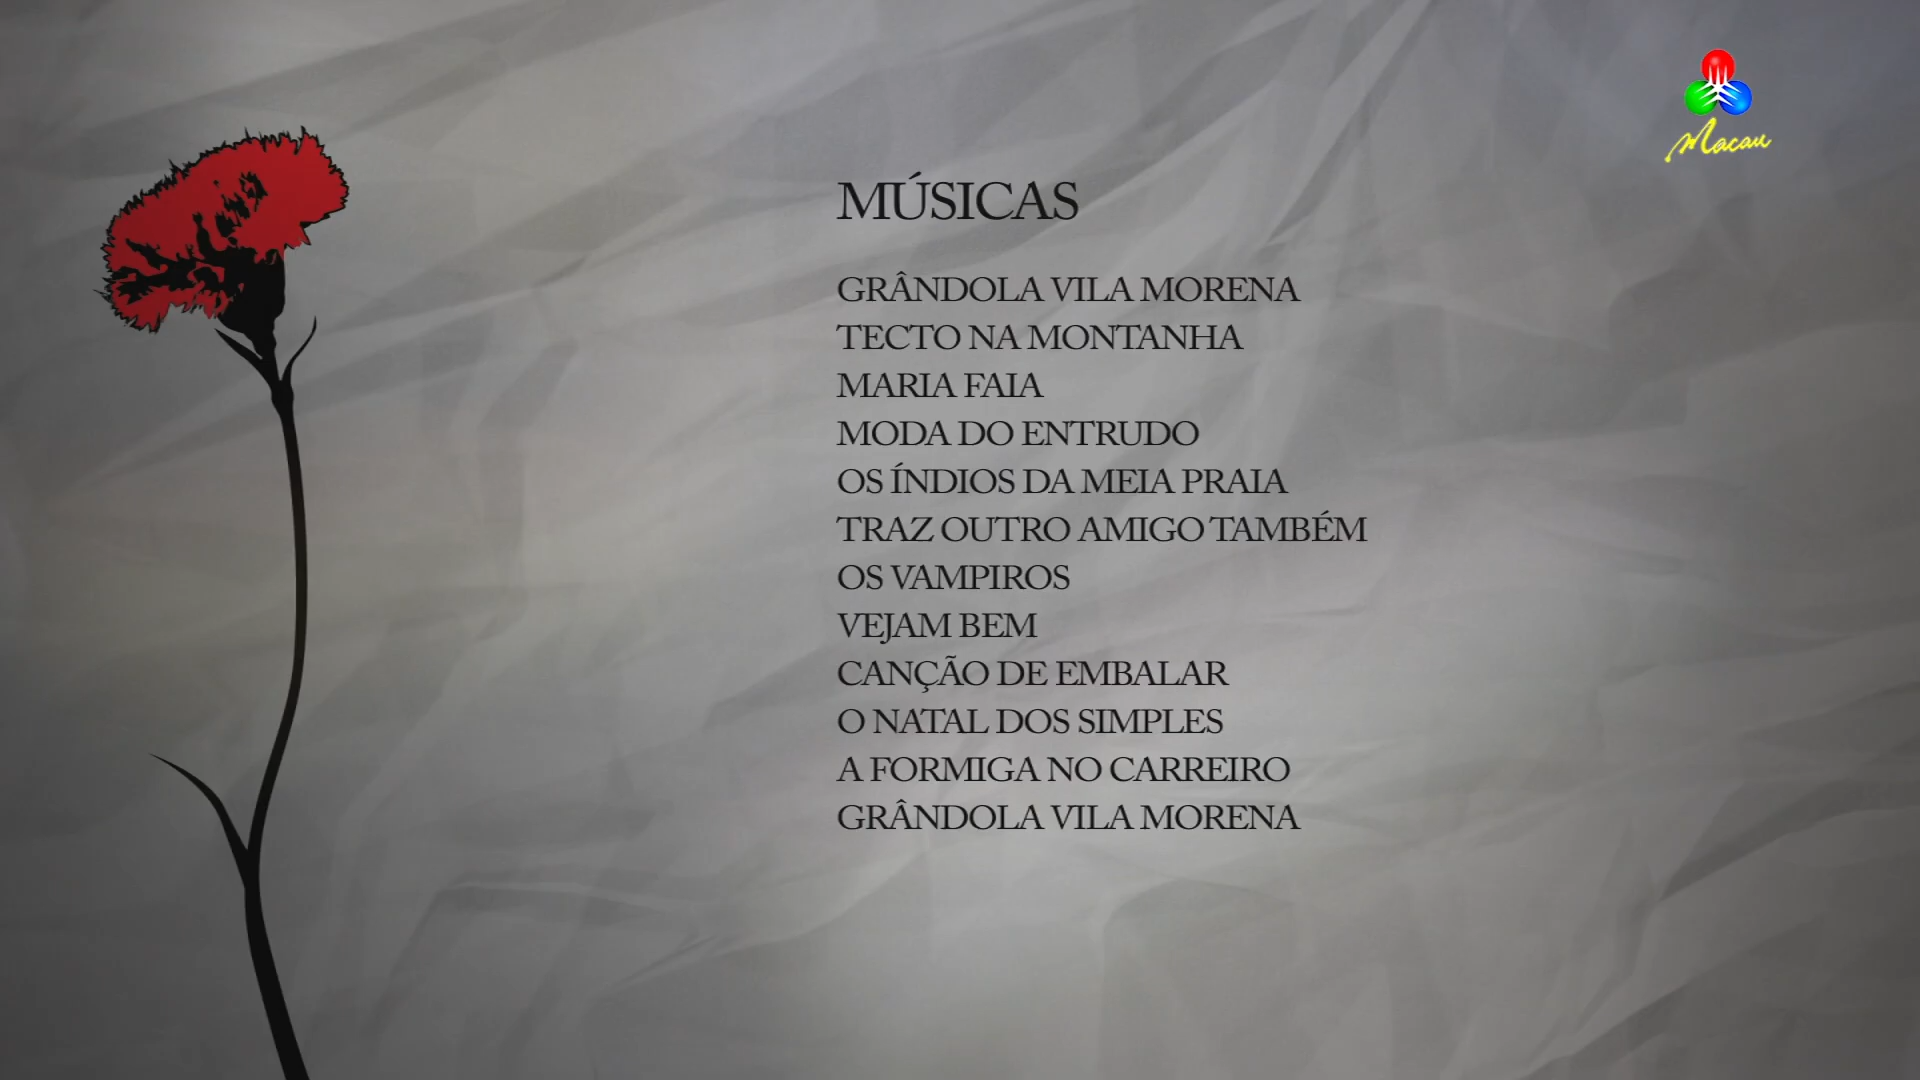 Macau
MÚSICAS
GRÂNDOLA VILA MORENA
TECTO NA MONTANHA
MARIA FAIA
MODA DO ENTRUDO
OS ÍNDIOS DA MEIA PRAIA
TRAZ OUTRO AMIGO TAMBÉM
OS VAMPIROS
VEJAM BEM
CANÇÃO DE EMBALAR
O NATAL DOS SIMPLES
A FORMIGA NO CARREIRO
GRÂNDOLA VILA MORENA